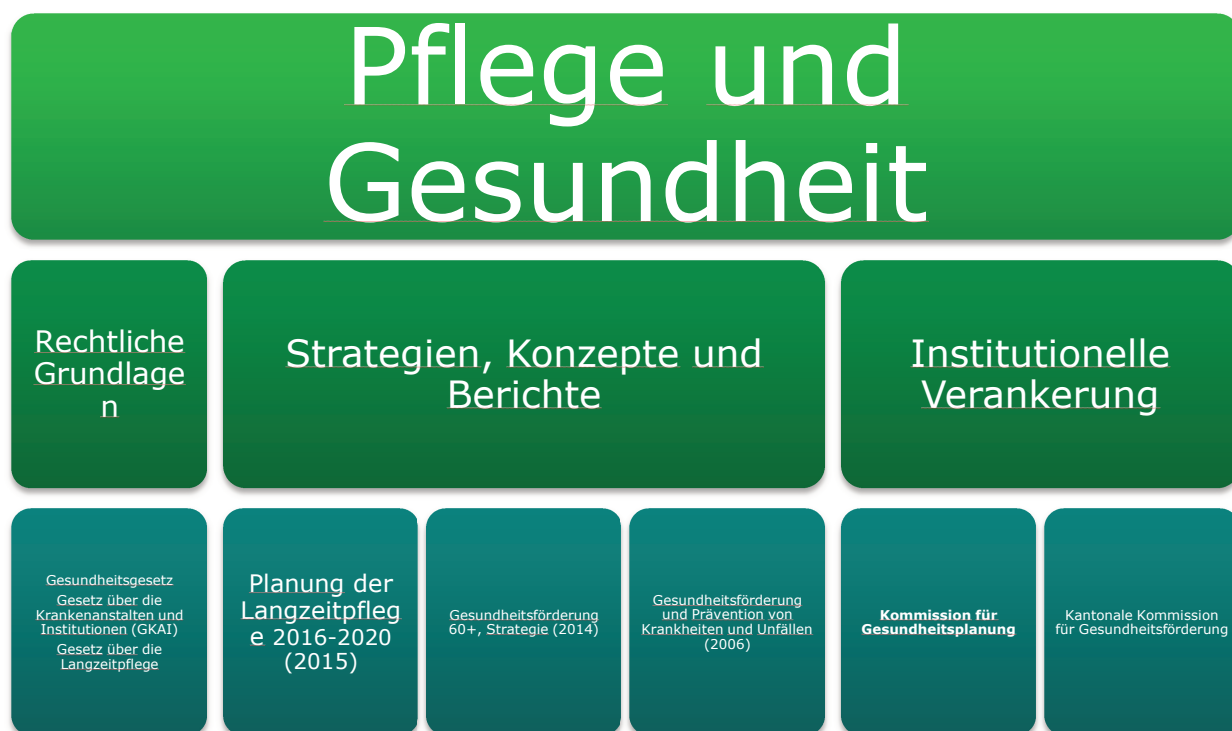 Pflege und
Gesundheit
Rechtliche
Grundlage
n
Strategien, Konzepte und
Berichte
Institutionelle
Verankerung
Gesundheitsgesetz
Gesetz über die
Krankenanstalten und
Institutionen (GKAI)
Gesetz über die
Langzeitpflege
Planung der
Langzeitpfleg
e 2016-2020
(2015)
Gesundheitsförderung
60+, Strategie (2014)
Gesundheitsförderung
und Prävention von
Krankheiten und Unfällen
(2006)
Kommission für
Gesundheitsplanung
Kantonale Kommission
für Gesundheitsförderung